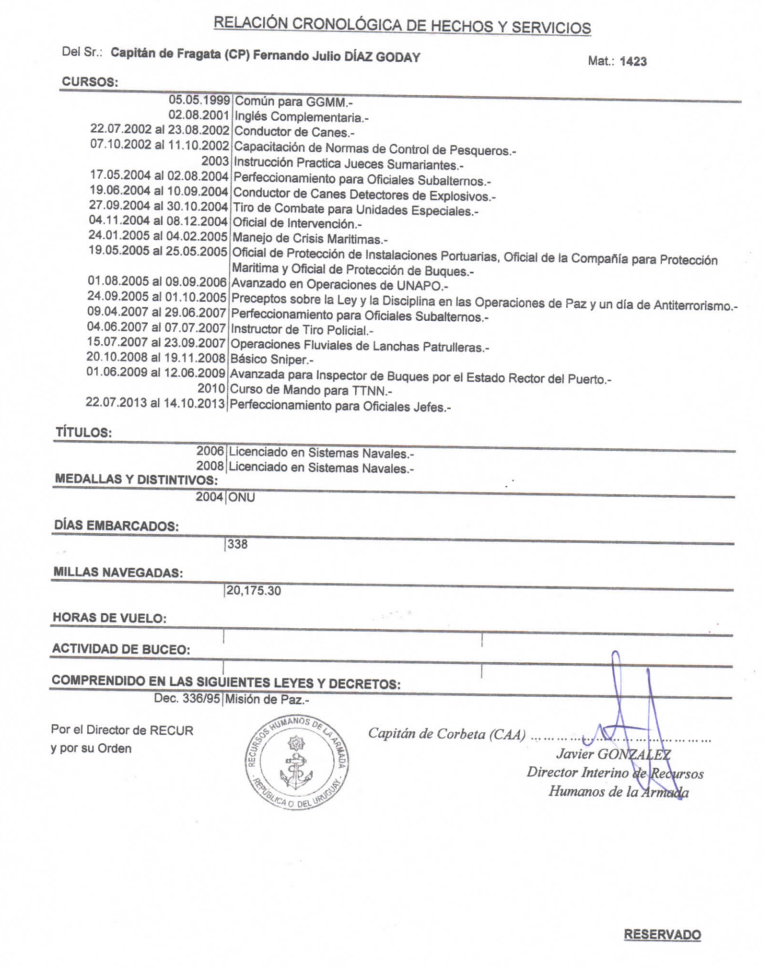 RELACIÓN CRONOLÓGICA DE HECHOS Y SERVICIOS
Del Sr.: Capitán de Fragata (CP) Fernando Julio DÍAZ GODAY Mat.: 1423
CURSOS:
05.05.1999 Común para GGMM.-
02.08.2001 Inglés Complementaria.-
22.07.2002 al 23.08.2002 Conductor de Canes.-
07.10.2002 al 11.10.2002 Capacitación de Normas de Control de Pesqueros.-
2003 Instrucción Practica Jueces Sumariantes.-
17.05.2004 al 02.08.2004 Perfeccionamiento para Oficiales Subalternos.-
19.06.2004 al 10.09.2004 Conductor de Canes Detectores de Explosivos.-
27.09.2004 al 30.10.2004 Tiro de Combate para Unidades Especiales.-
04.11.2004 al 08.12.2004 Oficial de Intervención.-
24.01.2005 al 04.02.2005 Manejo de Crisis Maritimas.-
19.05.2005 al 25.05.2005 Oficial de Protección de Instalaciones Portuarias, Oficial de la Compañía para Protección
Maritima y Oficial de Protección de Buques.-
01.08.2005 al 09.09.2006 Avanzado en Operaciones de UNAPO.-
24.09.2005 al 01.10.2005 Preceptos sobre la Ley y la Disciplina en las Operaciones de Paz y un día de Antiterrorismo.-
09.04.2007 al 29.06.2007 Perfeccionamiento para Oficiales Subalternos.-
04.06.2007 al 07.07.2007 Instructor de Tiro Policial.-
15.07.2007 al 23.09.2007 Operaciones Fluviales de Lanchas Patrulleras.-
20.10.2008 al 19.11.2008 Básico Sniper.-
01.06.2009 al 12.06.2009 Avanzada para Inspector de Buques por el Estado Rector del Puerto.-
2010 Curso de Mando para TTNN.-
22.07.2013 al 14.10.2013 Perfeccionamiento para Oficiales Jefes.-
TÍTULOS:
2006 Licenciado en Sistemas Navales.-
2008 Licenciado en Sistemas Navales.-
MEDALLAS Y DISTINTIVOS:
2004 ONU
DÍAS EMBARCADOS:
338
MILLAS NAVEGADAS:
20,175.30
HORAS DE VUELO:
ACTIVIDAD DE BUCEO:
COMPRENDIDO EN LAS SIGUIENTES LEYES Y DECRETOS:
Dec. 336/95 Misión de Paz.-
Por el Director de RECUR
y por su Orden
RECURSOS HUMANOS DE LA ARMADA
- REPÚBLICA O DEL URUGUAY -
Capitán de Corbeta (CAA) ....................................
Javier GONZALEZ
Director Interino de Recursos
Humanos de la Armada
RESERVADO